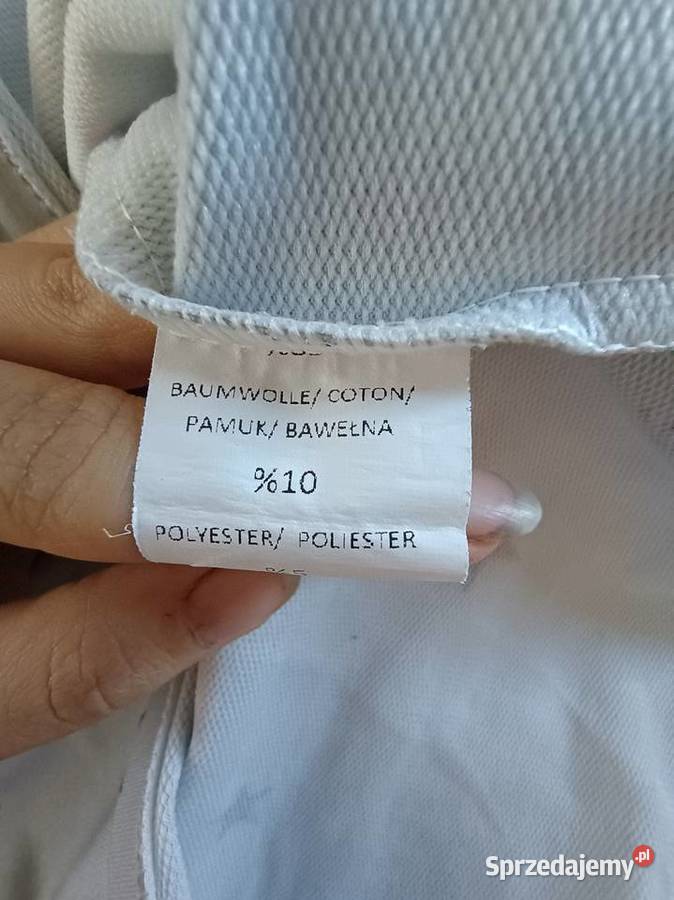 BAUMWOLLE/ COTON/
PAMUK/ BAWEŁNA
%10
POLYESTER/ POLIESTER
Sprzedajemy.pl